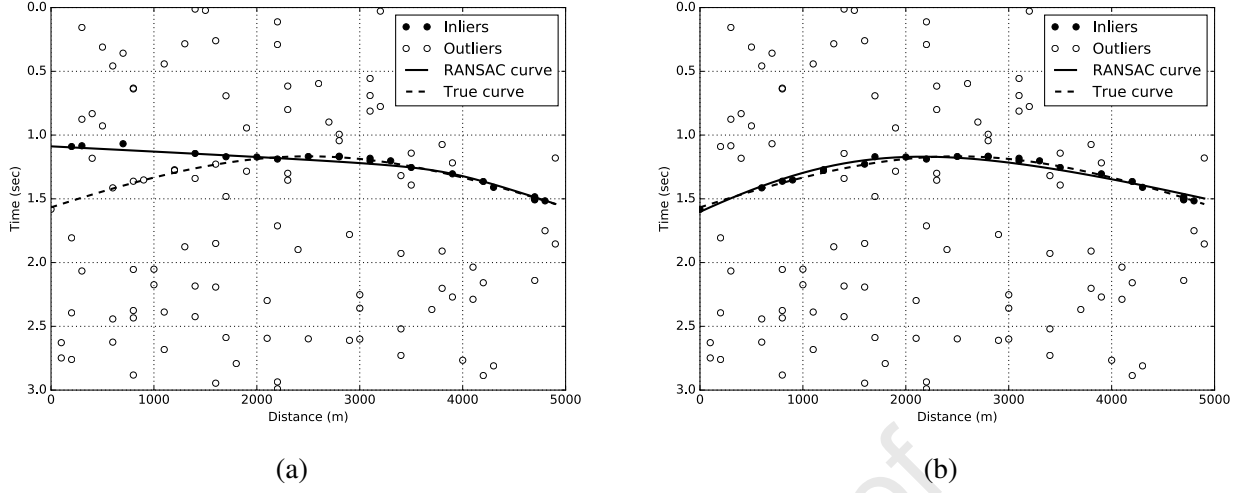 0.0
0.5
1.0
1.5
2.0
2.5
3.0
Time (sec)
0
1000
2000
3000
4000
5000
Distance (m)
Inliers
Outliers
RANSAC curve
True curve
(a)
0.0
0.5
1.0
1.5
2.0
2.5
3.0
Time (sec)
0
1000
2000
3000
4000
5000
Distance (m)
Inliers
Outliers
RANSAC curve
True curve
(b)
of